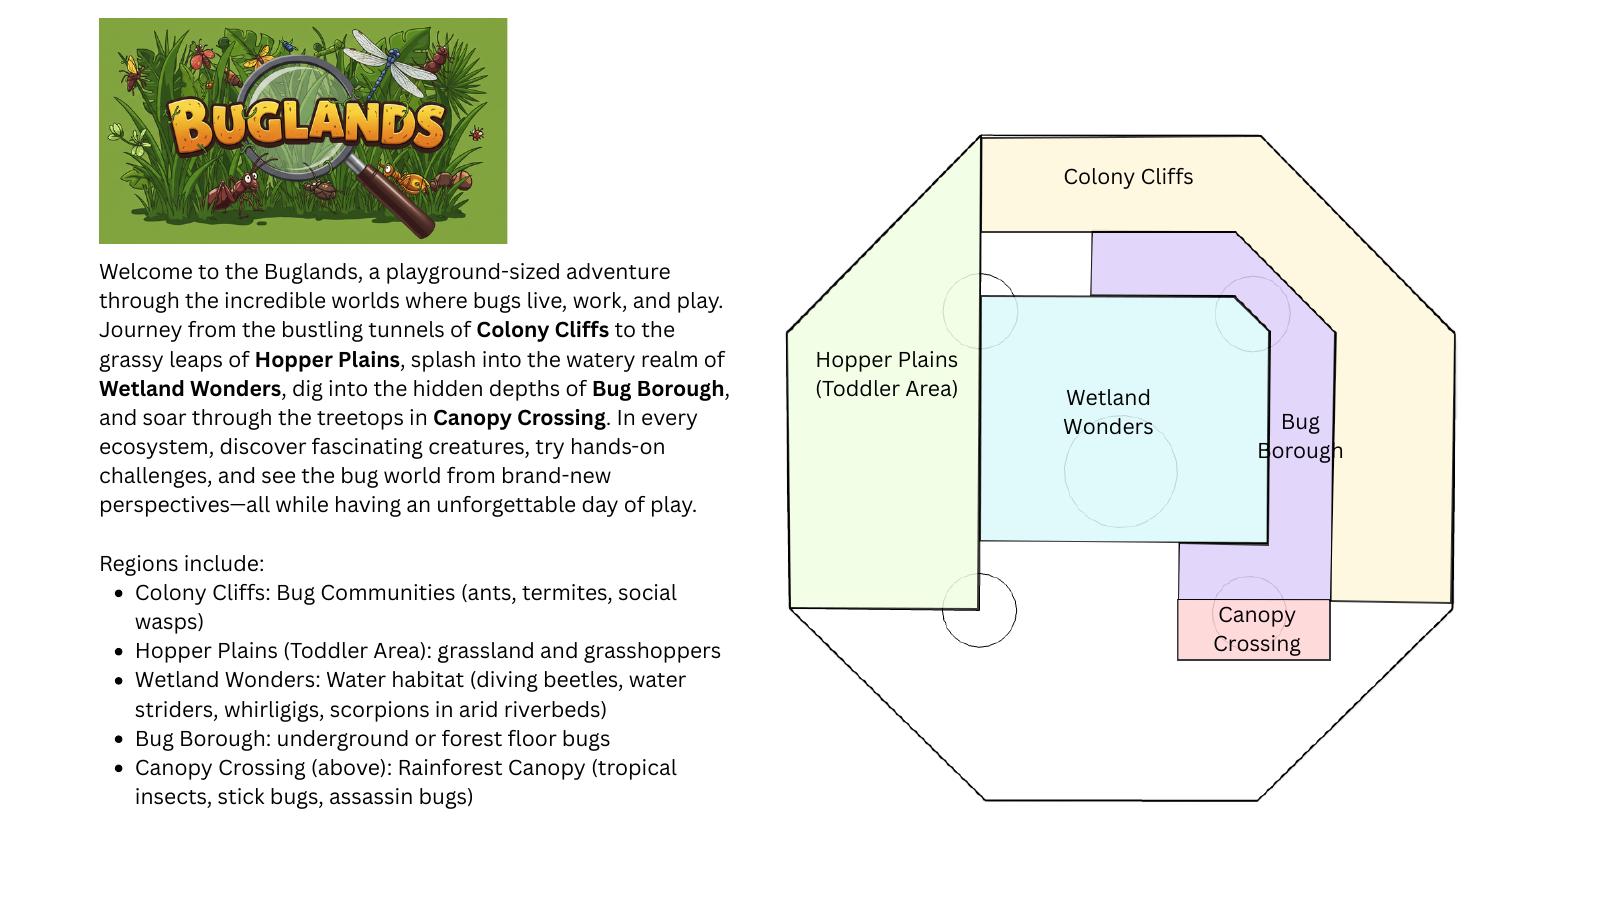 BUGLANDS
Welcome to the Buglands, a playground-sized adventure
through the incredible worlds where bugs live, work, and play.
Journey from the bustling tunnels of Colony Cliffs to the
grassy leaps of Hopper Plains, splash into the watery realm of
Wetland Wonders, dig into the hidden depths of Bug Borough,
and soar through the treetops in Canopy Crossing. In every
ecosystem, discover fascinating creatures, try hands-on
challenges, and see the bug world from brand-new
perspectives—all while having an unforgettable day of play.
Regions include:
• Colony Cliffs: Bug Communities (ants, termites, social
wasps)
• Hopper Plains (Toddler Area): grassland and grasshoppers
• Wetland Wonders: Water habitat (diving beetles, water
striders, whirligigs, scorpions in arid riverbeds)
• Bug Borough: underground or forest floor bugs
• Canopy Crossing (above): Rainforest Canopy (tropical
insects, stick bugs, assassin bugs)
Colony Cliffs
Hopper Plains
(Toddler Area)
Wetland
Wonders
Bug
Borough
Canopy
Crossing